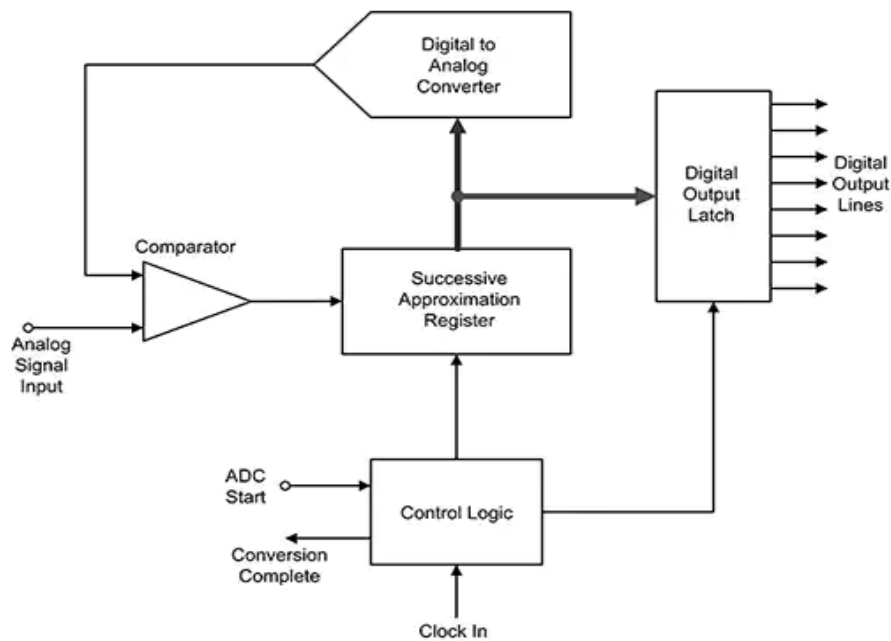 Digital to
Analog
Converter
Digital
Output
Latch
Digital
Output
Lines
Comparator
Successive
Approximation
Register
Analog
Signal
Input
ADC
Start
Control Logic
Conversion
Complete
Clock In